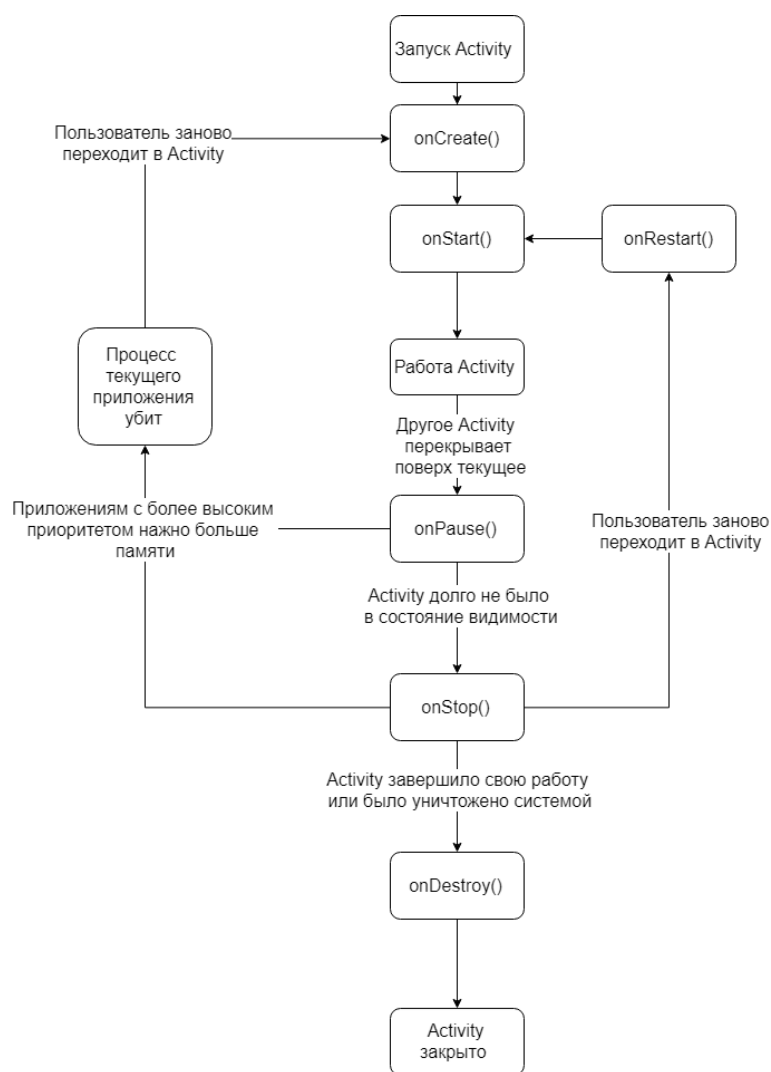 Запуск Activity
Пользователь заново
переходит в Activity
onCreate()
onStart()
onRestart()
Процесс
текущего
приложения
убит
Работа Activity
Другое Activity
перекрывает
поверх текущее
Приложениям с более высоким
приоритетом нажно больше
памяти
onPause()
Пользователь заново
переходит в Activity
Activity долго не было
в состояние видимости
onStop()
Activity завершило свою работу
или было уничтожено системой
onDestroy()
Activity
закрыто